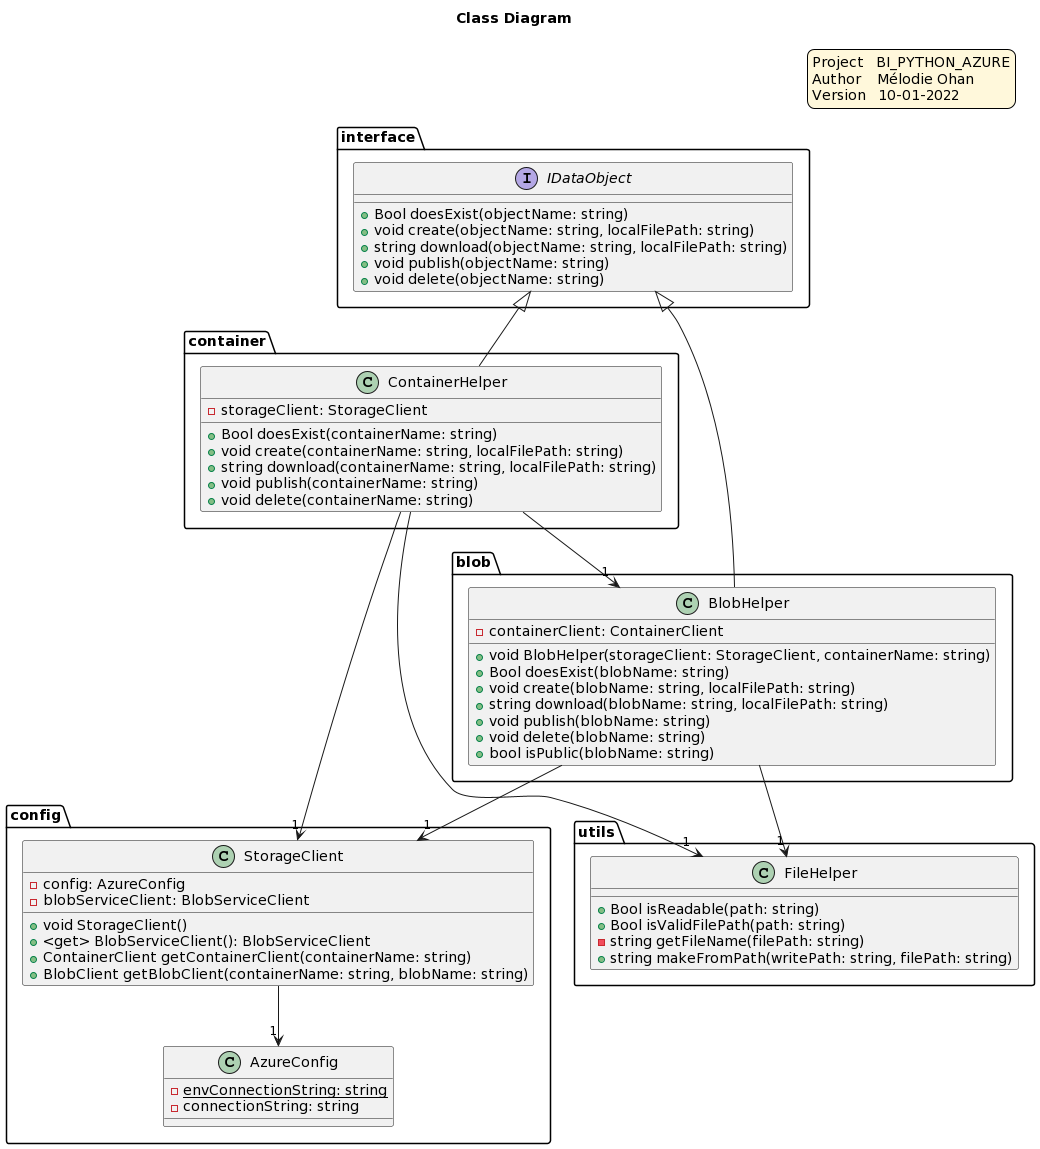 Class Diagram
Project BI_PYTHON_AZURE
Author Mélodie Ohan
Version 10-01-2022
interface
I IDataObject
Bool doesExist(objectName: string)
void create(objectName: string, localFilePath: string)
string download(objectName: string, localFilePath: string)
void publish(objectName: string)
void delete(objectName: string)
container
C ContainerHelper
storageClient: StorageClient
Bool doesExist(containerName: string)
void create(containerName: string, localFilePath: string)
string download(containerName: string, localFilePath: string)
void publish(containerName: string)
void delete(containerName: string)
1
blob
C BlobHelper
containerClient: ContainerClient
void BlobHelper(storageClient: StorageClient, containerName: string)
Bool doesExist(blobName: string)
void create(blobName: string, localFilePath: string)
string download(blobName: string, localFilePath: string)
void publish(blobName: string)
void delete(blobName: string)
bool isPublic(blobName: string)
1
1
1
1
config
C StorageClient
config: AzureConfig
blobServiceClient: BlobServiceClient
void StorageClient()
<get> BlobServiceClient(): BlobServiceClient
ContainerClient getContainerClient(containerName: string)
BlobClient getBlobClient(containerName: string, blobName: string)
1
C AzureConfig
envConnectionString: string
connectionString: string
utils
C FileHelper
Bool isReadable(path: string)
Bool isValidFilePath(path: string)
string getFileName(filePath: string)
string makeFromPath(writePath: string, filePath: string)